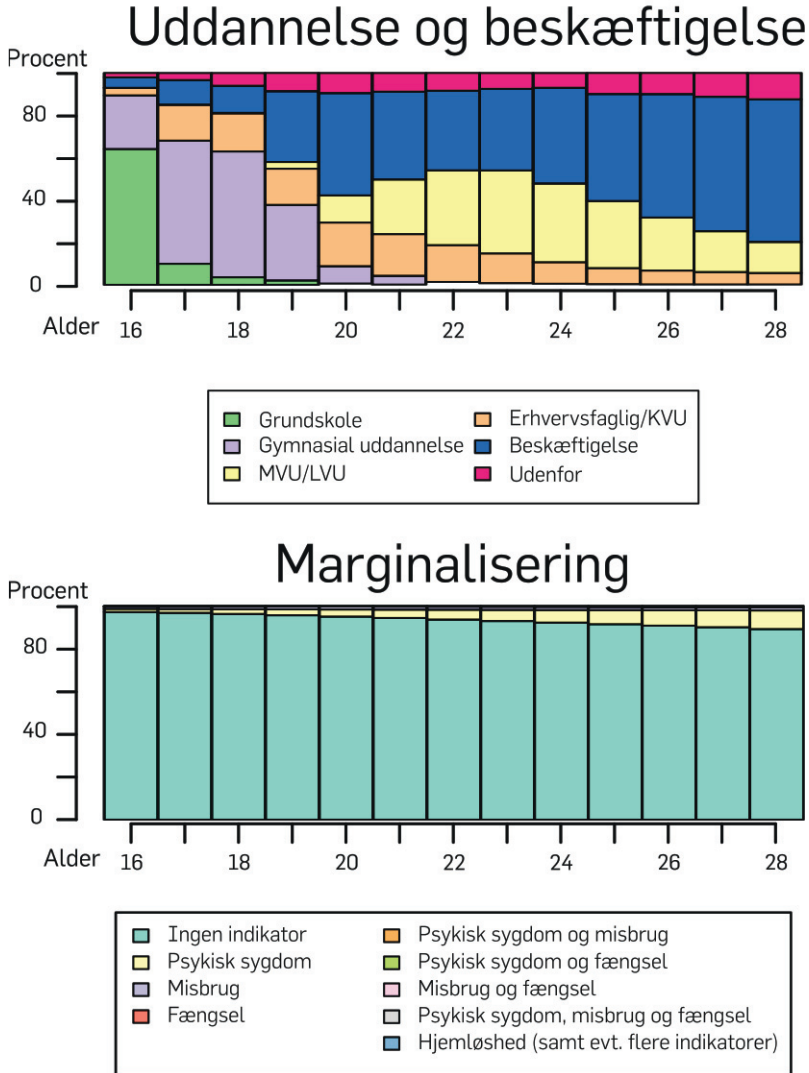 Uddannelse og beskæftigelse
Procent
80
40
0
Alder 16 18 20 22 24 26 28
Grundskole
Gymnasial uddannelse
MVU/LVU
Erhvervsfaglig/KVU
Beskæftigelse
Udenfor
Marginalisering
Procent
80
40
0
Alder 16 18 20 22 24 26 28
Ingen indikator
Psykisk sygdom
Misbrug
Fængsel
Psykisk sygdom og misbrug
Psykisk sygdom og fængsel
Misbrug og fængsel
Psykisk sygdom, misbrug og fængsel
Hjemløshed (samt evt. flere indikatorer)